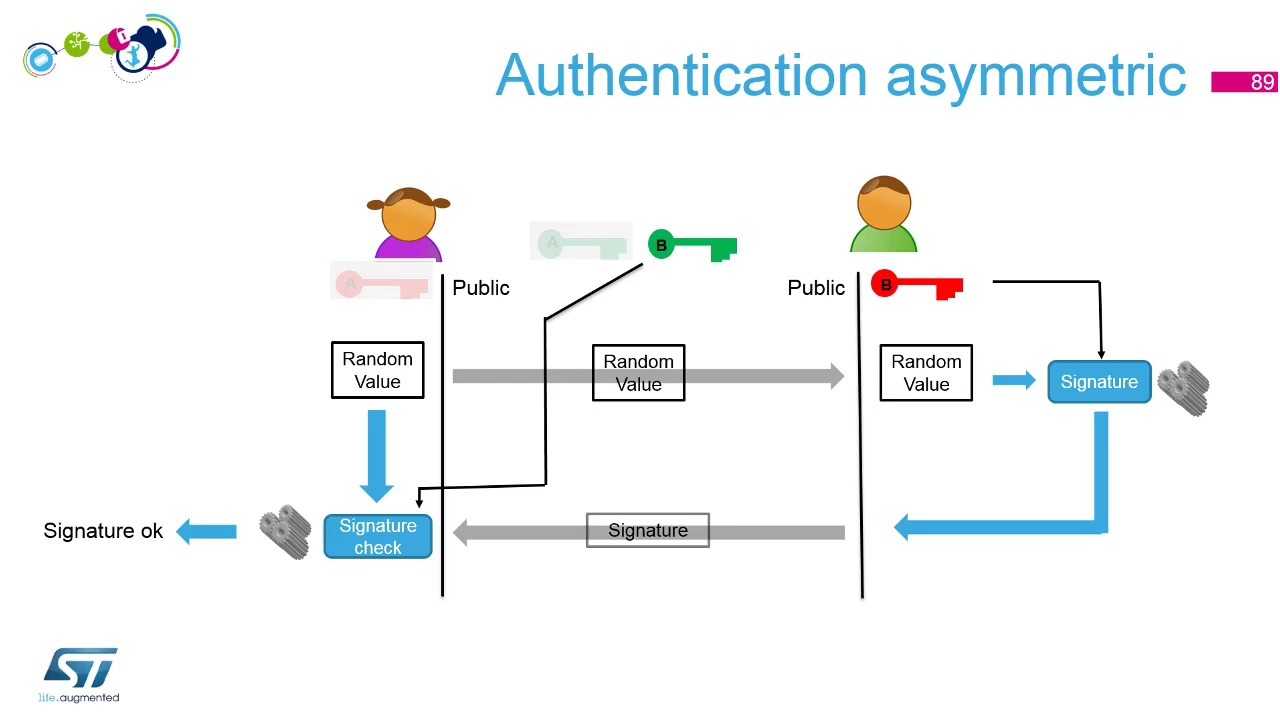 Authentication asymmetric
89
A
B
A
Public
Public
B
Random
Value
Random
Value
Random
Value
Signature
Signature ok
Signature
check
Signature
ST
life.augmented